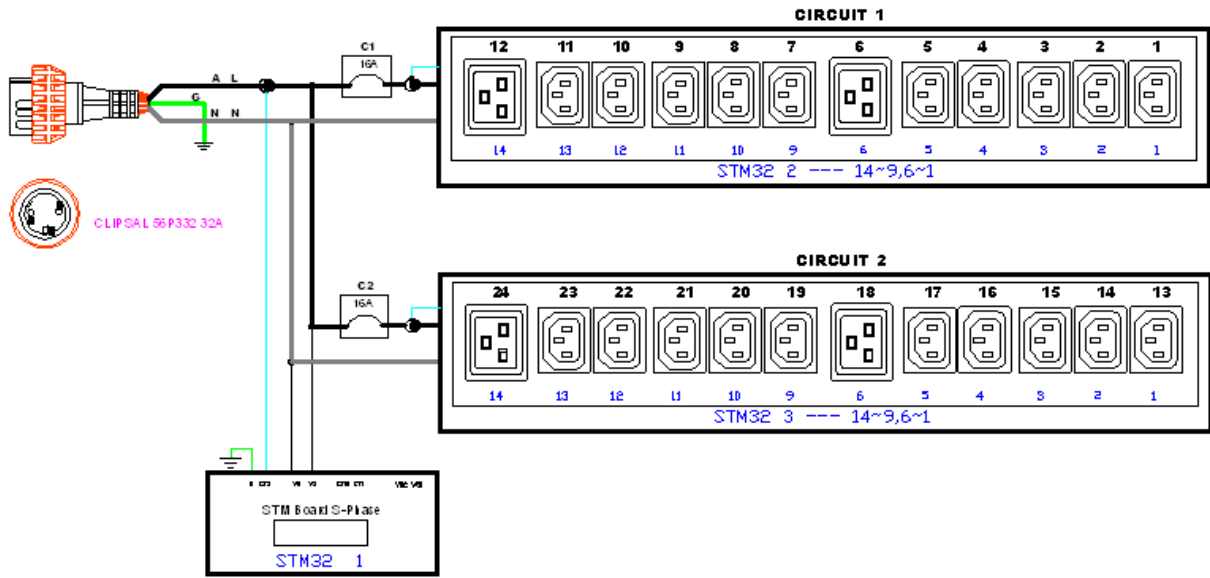 CIRCUIT 1
12 11 10 9 8 7 6 5 4 3 2 1
C1
16A
A L
G
N N
14 13 12 11 10 9 6 5 4 3 2 1
STM32 2 --- 14~9,6~1
CLIPSAL 56P332 32A
CIRCUIT 2
24 23 22 21 20 19 18 17 16 15 14 13
C2
16A
14 13 12 11 10 9 6 5 4 3 2 1
STM32 3 --- 14~9,6~1
STM Board S-Phase
STM32 1